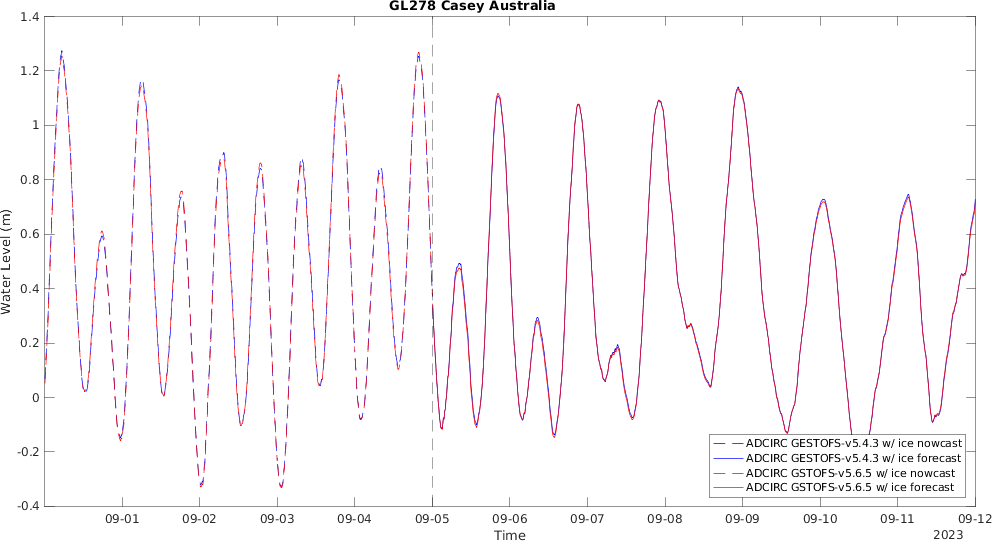 GL278 Casey Australia
1.4
1.2
1
0.8
0.6
0.4
0.2
0
-0.2
-0.4
Water Level (m)
ADCIRC GESTOFS-v5.4.3 w/ ice nowcast
ADCIRC GESTOFS-v5.4.3 w/ ice forecast
ADCIRC GSTOFS-v5.6.5 w/ ice nowcast
ADCIRC GSTOFS-v5.6.5 w/ ice forecast
09-01 09-02 09-03 09-04 09-05 09-06 09-07 09-08 09-09 09-10 09-11 09-12
Time
2023